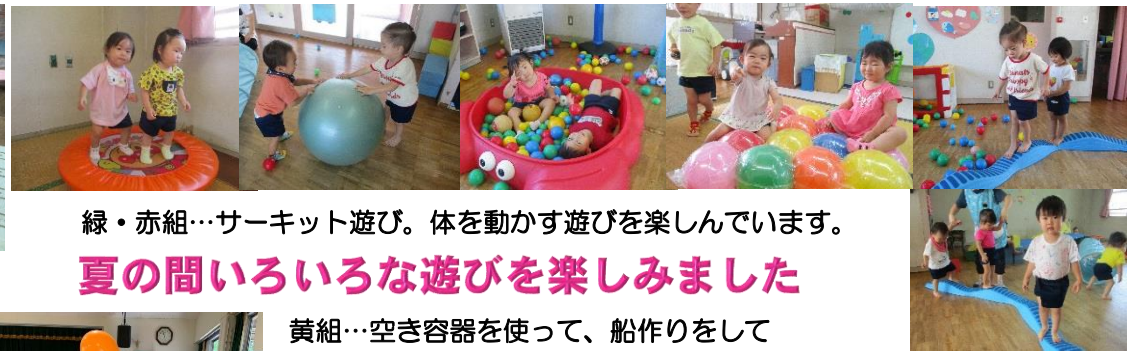 緑・赤組…サーキット遊び。体を動かす遊びを楽しんでいます。
夏の間いろいろな遊びを楽しみました
黄組…空き容器を使って、船作りをして